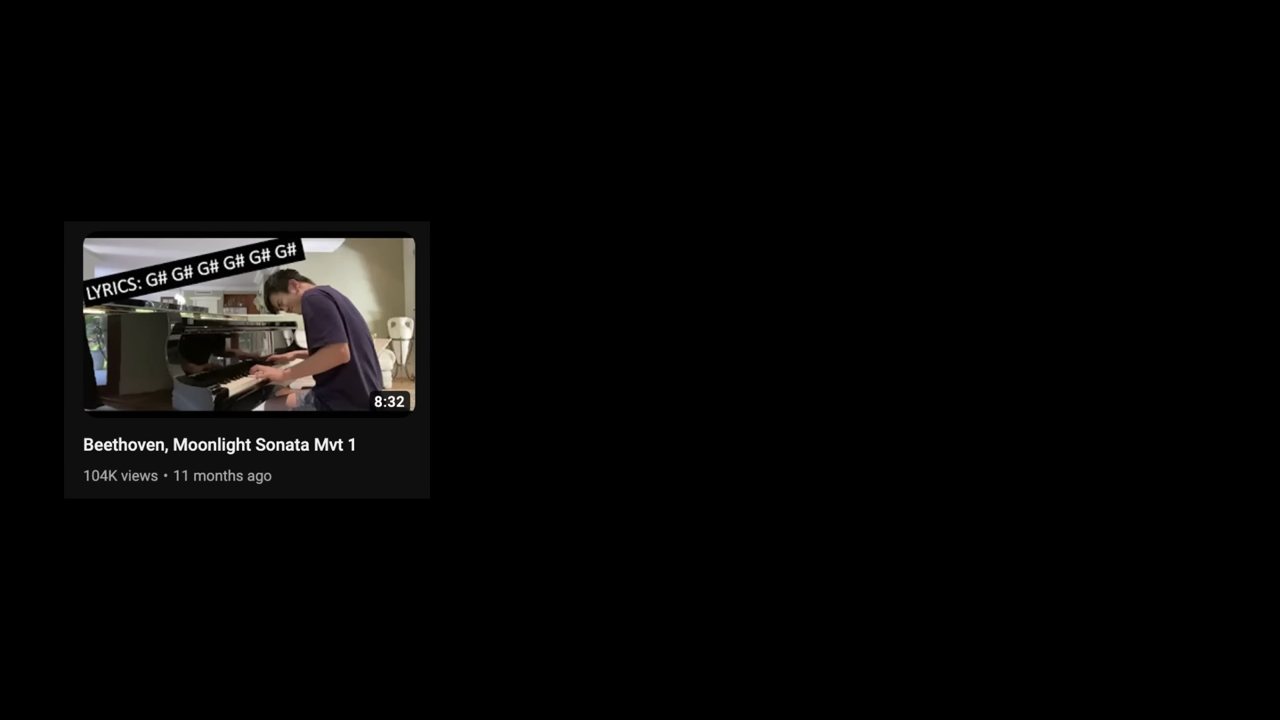 LYRICS: G# G# G# G# G# G#
8:32
Beethoven, Moonlight Sonata Mvt 1
104K views • 11 months ago